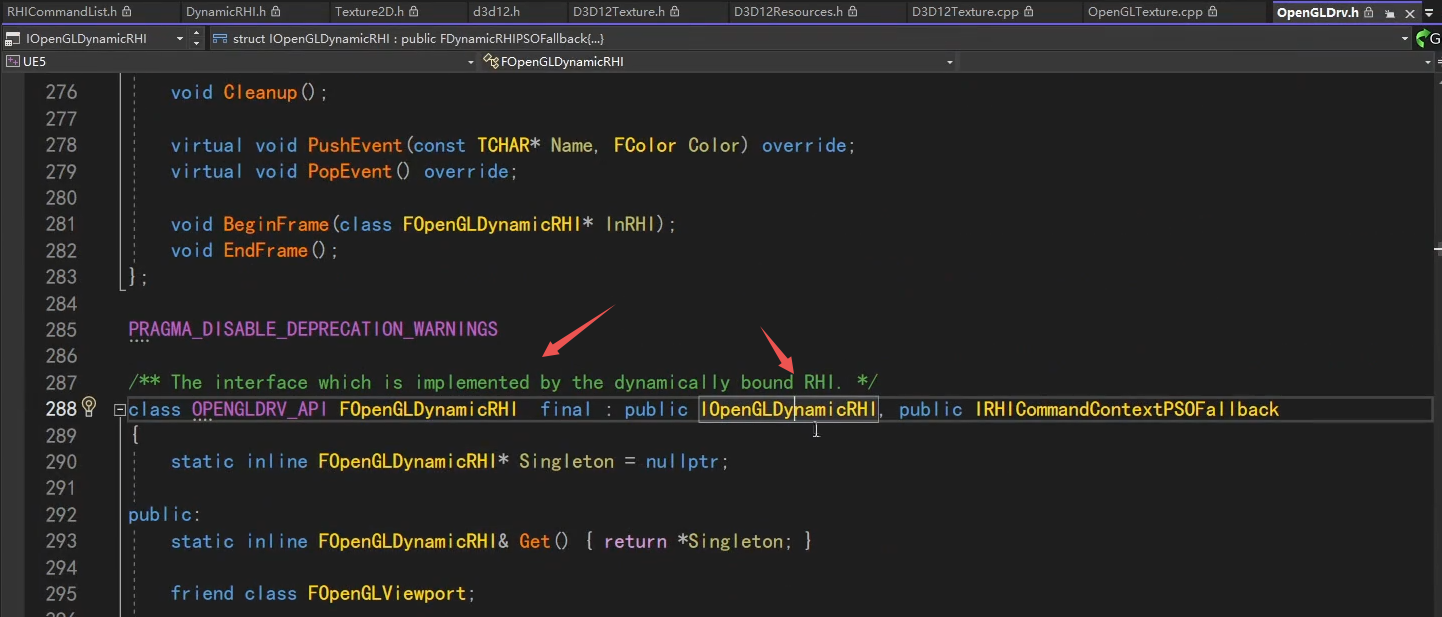 RHICommandList.h DynamicRHI.h Texture2D.h d3d12.h D3D12Texture.h D3D12Resources.h D3D12Texture.cpp OpenGLTexture.cpp OpenGLDrv.h
IOpenGLDynamicRHI struct IOpenGLDynamicRHI : public FDynamicRHIPSOFallback{...} G
UE5 FOpenGLDynamicRHI
276 void Cleanup();
277
278 virtual void PushEvent(const TCHAR* Name, FColor Color) override;
279 virtual void PopEvent() override;
280
281 void BeginFrame(class FOpenGLDynamicRHI* InRHI);
282 void EndFrame();
283 };
284
285 PRAGMA_DISABLE_DEPRECATION_WARNINGS
286
287 /** The interface which is implemented by the dynamically bound RHI. */
288 class OPENGLDRV_API FOpenGLDynamicRHI final : public IOpenGLDynamicRHI, public IRHICommandContextPSOFallback
289 {
290 static inline FOpenGLDynamicRHI* Singleton = nullptr;
291
292 public:
293 static inline FOpenGLDynamicRHI& Get() { return *Singleton; }
294
295 friend class FOpenGLViewport;